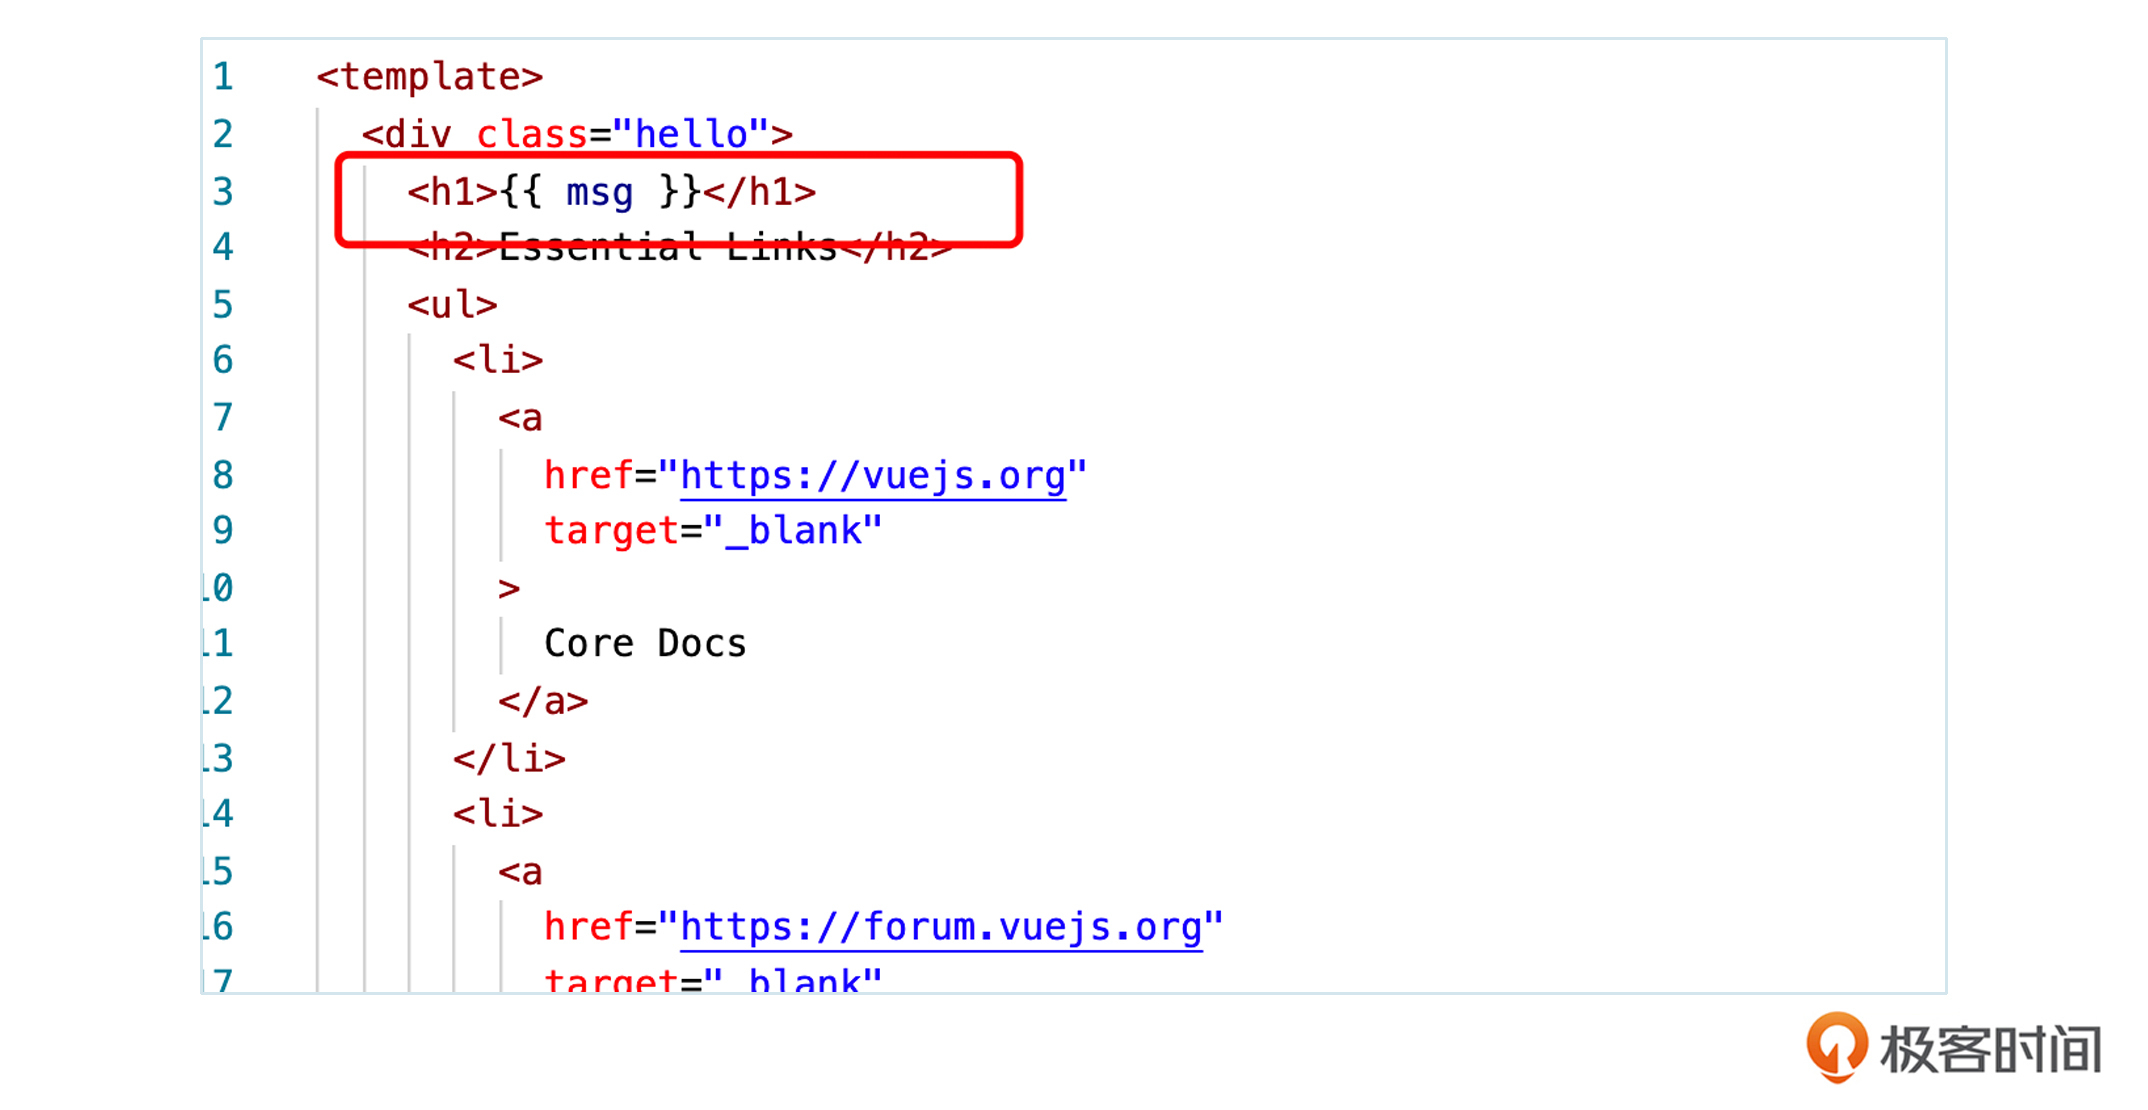 1 <template>
2 <div class="hello">
3 <h1>{{ msg }}</h1>
4 <h2>Essential Links</h2>
5 <ul>
6 <li>
7 <a
8 href="https://vuejs.org"
9 target="_blank"
10 >
11 Core Docs
12 </a>
13 </li>
14 <li>
15 <a
16 href="https://forum.vuejs.org"
17 target="_blank"
极客时间